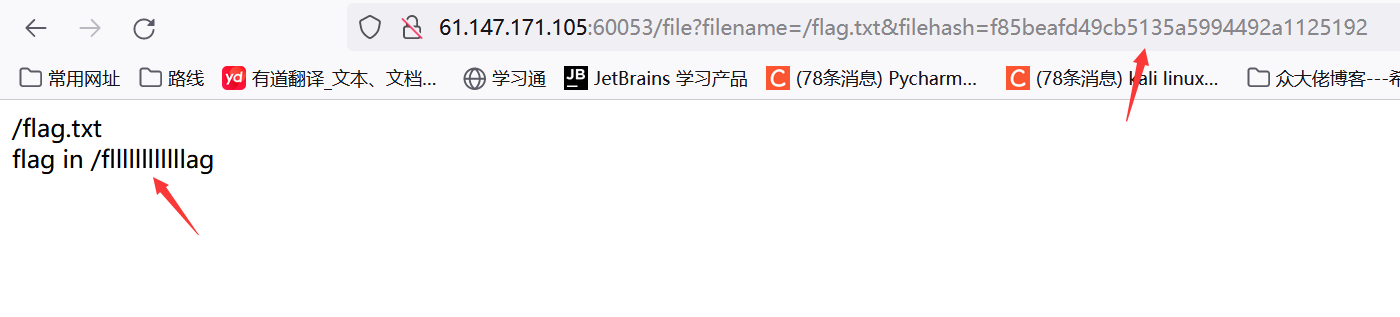 61.147.171.105:60053/file?filename=/flag.txt&filehash=f85beafd49cb5135a5994492a1125192
常用网址 路线 yd 有道翻译_文本、文档... 学习通 JB JetBrains 学习产品 C (78条消息) Pycharm... C (78条消息) kali linux... 众大佬博客---希
/flag.txt
flag in /fllllllllllllag